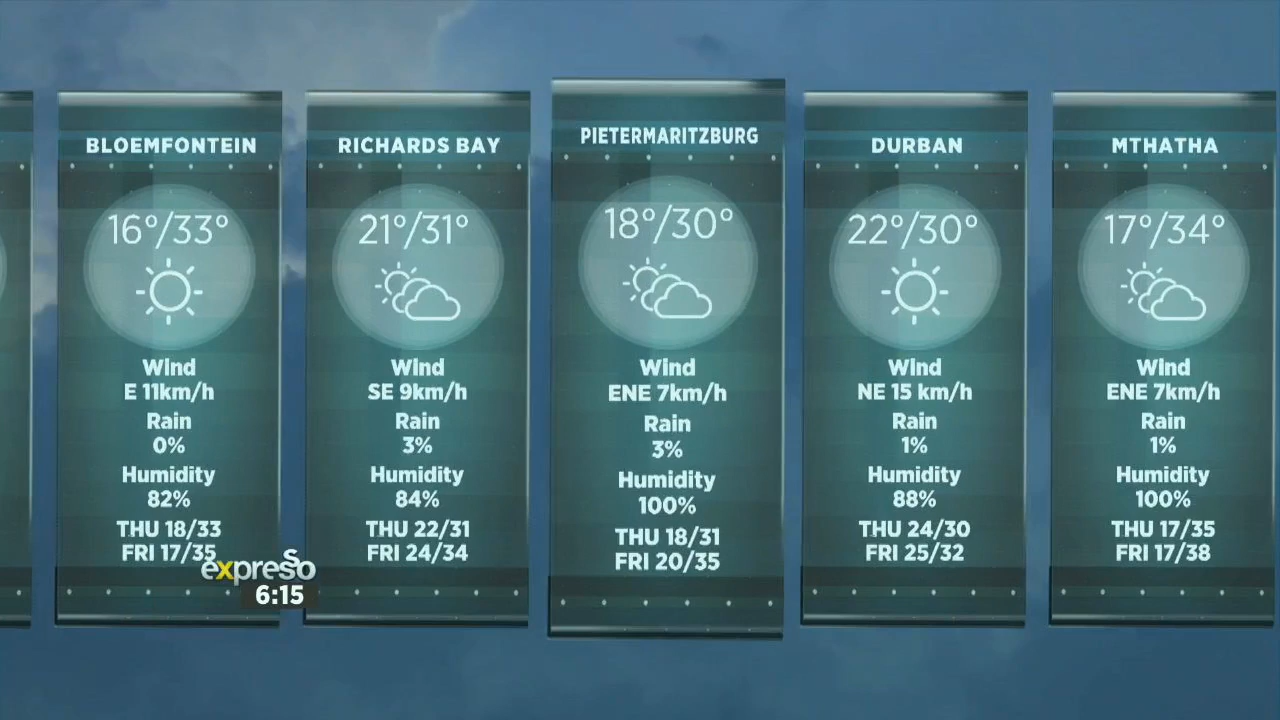 BLOEMFONTEIN
16°/33°
Wind
E 11km/h
Rain
0%
Humidity
82%
THU 18/33
FRI 17/35
RICHARDS BAY
21°/31°
Wind
SE 9km/h
Rain
3%
Humidity
84%
THU 22/31
FRI 24/34
PIETERMARITZBURG
18°/30°
Wind
ENE 7km/h
Rain
3%
Humidity
100%
THU 18/31
FRI 20/35
DURBAN
22°/30°
Wind
NE 15 km/h
Rain
1%
Humidity
88%
THU 24/30
FRI 25/32
MTHATHA
17°/34°
Wind
ENE 7km/h
Rain
1%
Humidity
100%
THU 17/35
FRI 17/38
expresso
6:15